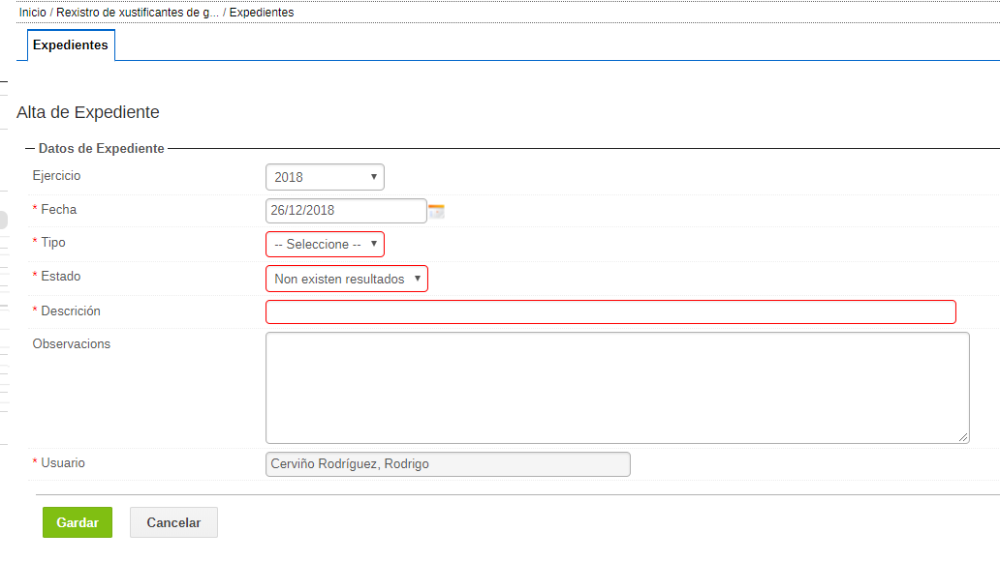 Inicio / Rexistro de xustificantes de g... / Expedientes
Expedientes
Alta de Expediente
Datos de Expediente
Ejercicio 2018
* Fecha 26/12/2018
* Tipo -- Seleccione --
* Estado Non existen resultados
* Descrición
Observacions
* Usuario Cerviño Rodríguez, Rodrigo
Gardar Cancelar